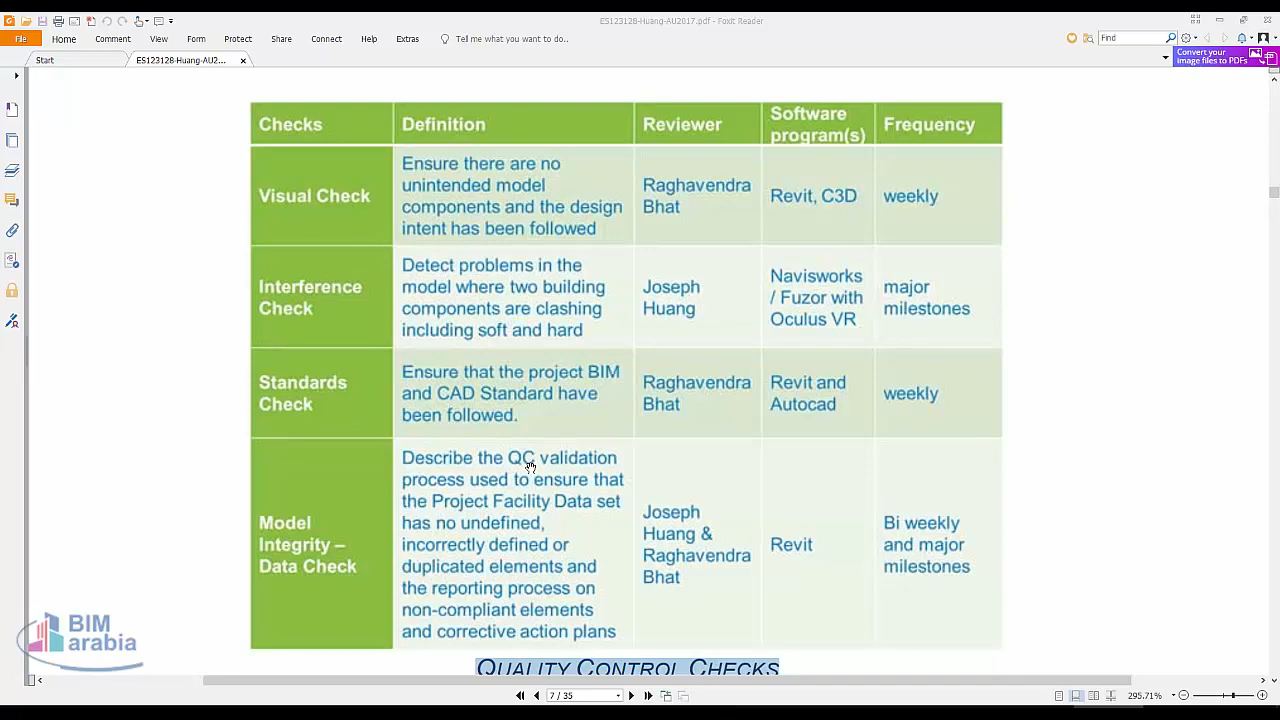 ES123128-Huang-AU2017.pdf - Foxit Reader
File Home Comment View Form Protect Share Connect Help Extras Tell me what you want to do.. Find
Start ES123128-Huang-AU2...
Convert your
image files to PDFs
Checks Definition Reviewer Software program(s) Frequency
Visual Check
Ensure there are no
unintended model
components and the design
intent has been followed
Raghavendra
Bhat
Revit, C3D
weekly
Interference
Check
Detect problems in the
model where two building
components are clashing
including soft and hard
Joseph
Huang
Navisworks
/ Fuzor with
Oculus VR
major
milestones
Standards
Check
Ensure that the project BIM
and CAD Standard have
been followed.
Raghavendra
Bhat
Revit and
Autocad
weekly
Model
Integrity –
Data Check
Describe the QC validation
process used to ensure that
the Project Facility Data set
has no undefined,
incorrectly defined or
duplicated elements and
the reporting process on
non-compliant elements
and corrective action plans
Joseph
Huang &
Raghavendra
Bhat
Revit
Bi weekly
and major
milestones
BIM
arabia
QUALITY CONTROL CHECKS
7 / 35
295.71%